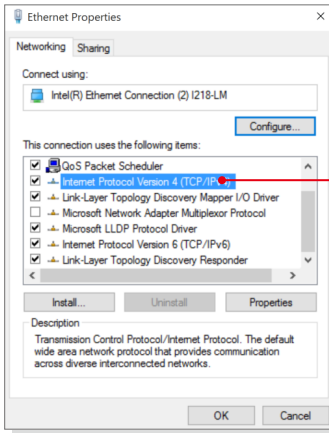 Ethernet Properties
Networking Sharing
Connect using:
Intel(R) Ethernet Connection (2) I218-LM
Configure...
This connection uses the following items:
QoS Packet Scheduler
Internet Protocol Version 4 (TCP/IPv4)
Link-Layer Topology Discovery Mapper I/O Driver
Microsoft Network Adapter Multiplexor Protocol
Microsoft LLDP Protocol Driver
Internet Protocol Version 6 (TCP/IPv6)
Link-Layer Topology Discovery Responder
Install... Uninstall Properties
Description
Transmission Control Protocol/Internet Protocol. The default
wide area network protocol that provides communication
across diverse interconnected networks.
OK Cancel